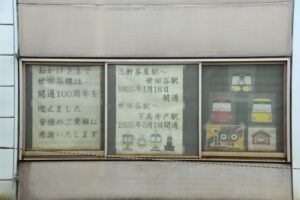 おかげさまで
世田谷線は
開通100周年を
迎えました
皆様のご愛顧に
感謝いたします
三軒茶屋駅～
世田谷駅
1925年1月18日
開通
世田谷駅～
下高井戸駅
1925年5月1日開通